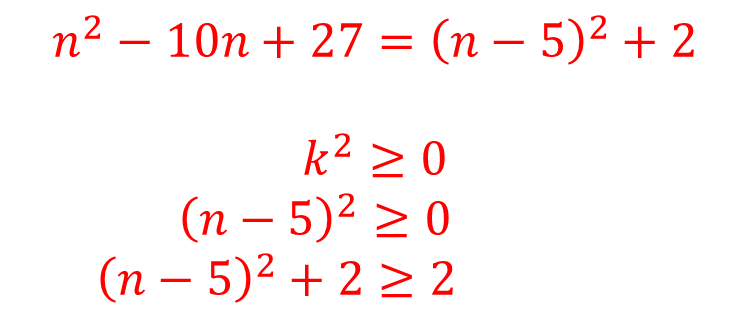 n² − 10n + 27 = (n − 5)² + 2
k² ≥ 0
(n − 5)² ≥ 0
(n − 5)² + 2 ≥ 2